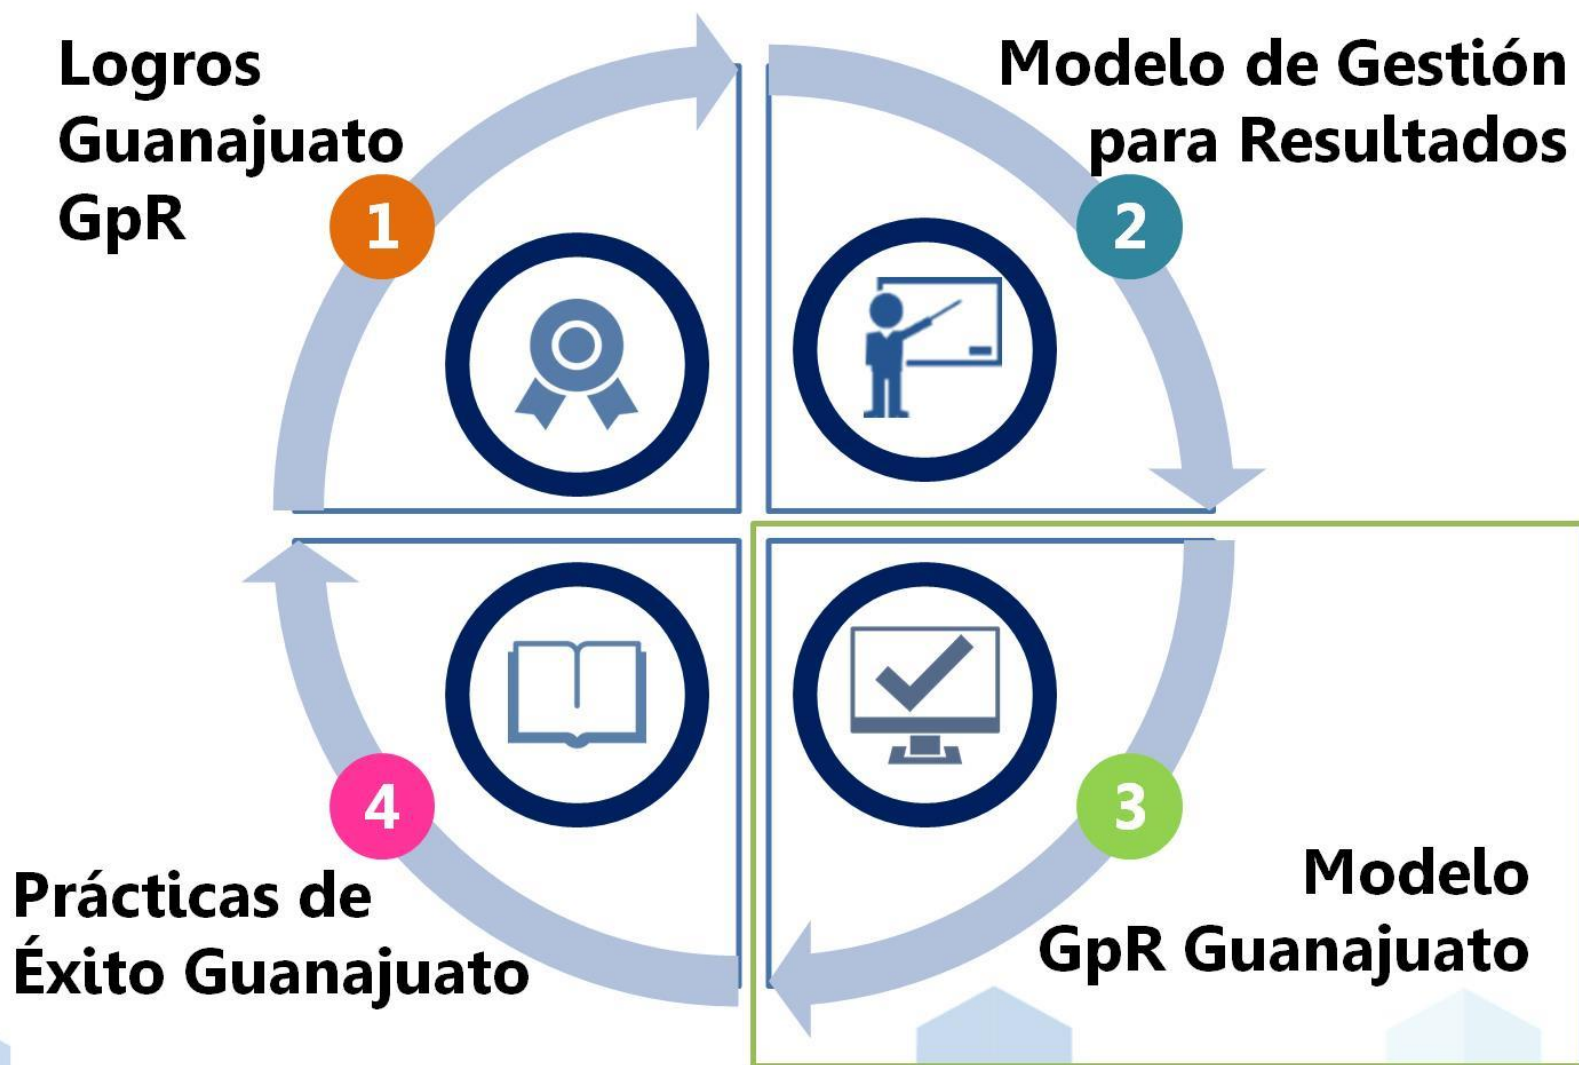 Logros
Guanajuato
GpR
1
Modelo de Gestión
para Resultados
2
3
Modelo
GpR Guanajuato
4
Prácticas de
Éxito Guanajuato